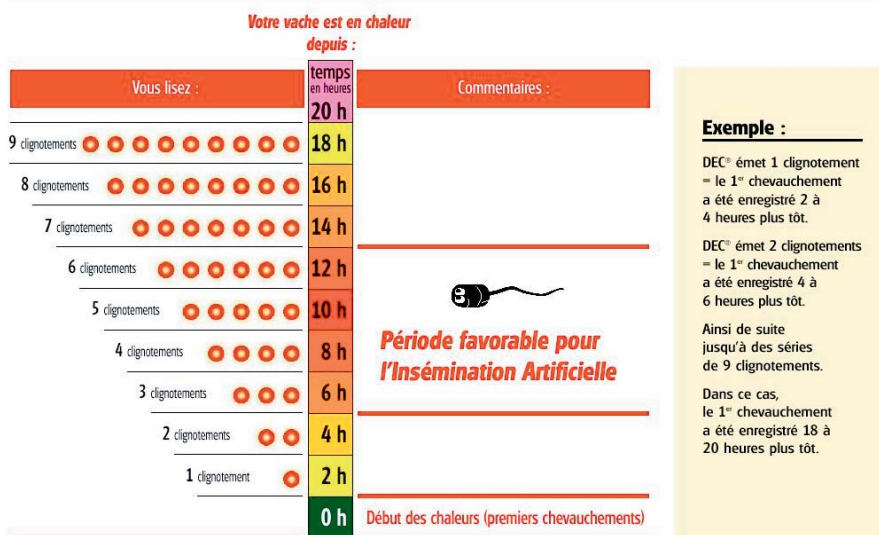 Votre vache est en chaleur
depuis :
Vous lisez :
temps
en heures
Commentaires :
20 h
9 clignotements
18 h
8 clignotements
16 h
7 clignotements
14 h
6 clignotements
12 h
5 clignotements
10 h
4 clignotements
8 h
3 clignotements
6 h
2 clignotements
4 h
1 clignotement
2 h
0 h
Période favorable pour
l'Insémination Artificielle
Début des chaleurs (premiers chevauchements)
Exemple :
DEC® émet 1 clignotement
= le 1er chevauchement
a été enregistré 2 à
4 heures plus tôt.
DEC® émet 2 clignotements
= le 1er chevauchement
a été enregistré 4 à
6 heures plus tôt.
Ainsi de suite
jusqu'à des séries
de 9 clignotements.
Dans ce cas,
le 1er chevauchement
a été enregistré 18 à
20 heures plus tôt.